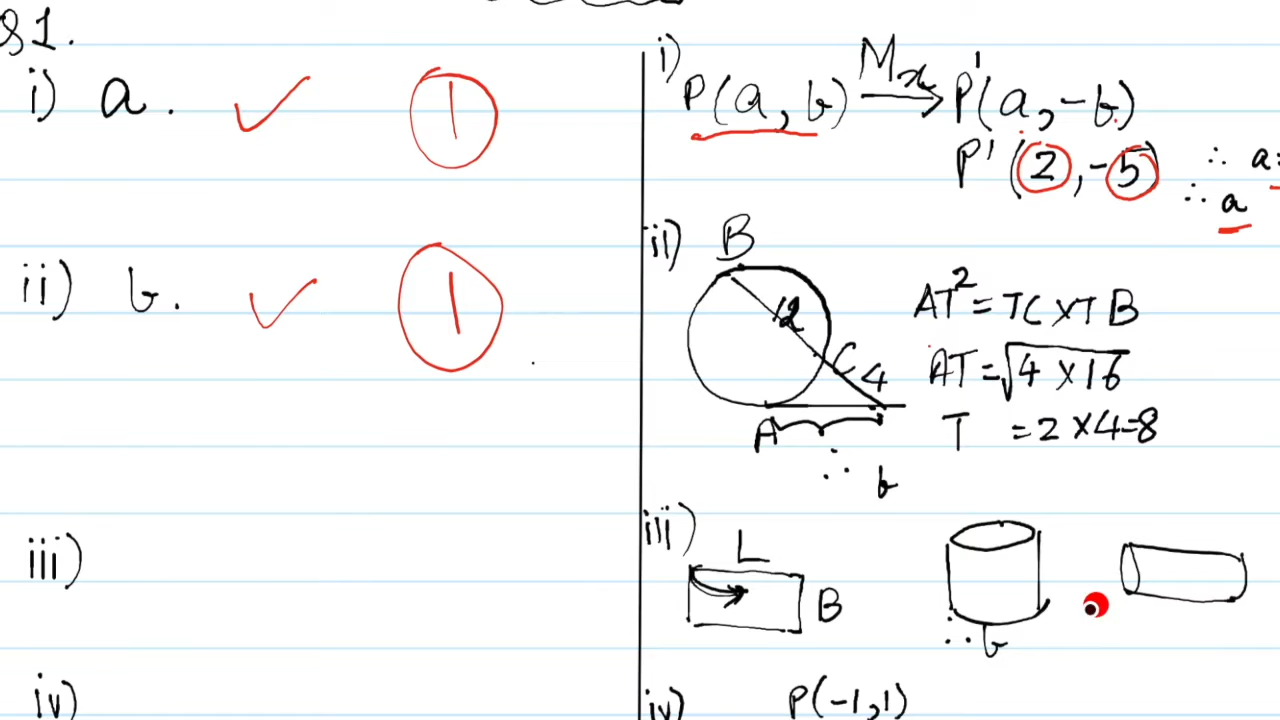 Q1.
i) a. ✓ 1
ii) b. ✓ 1
iii)
iv)
i) P(a, b) Mx → P'(a, -b)
P'(2, -5) ∴ a=
∴ a
ii) B
12
C 4
A
AT² = TC × TB
AT = √4 × 16
T = 2 × 4 = 8
∴ b
iii) L
B
∴ b
iv) P(-1, 1)